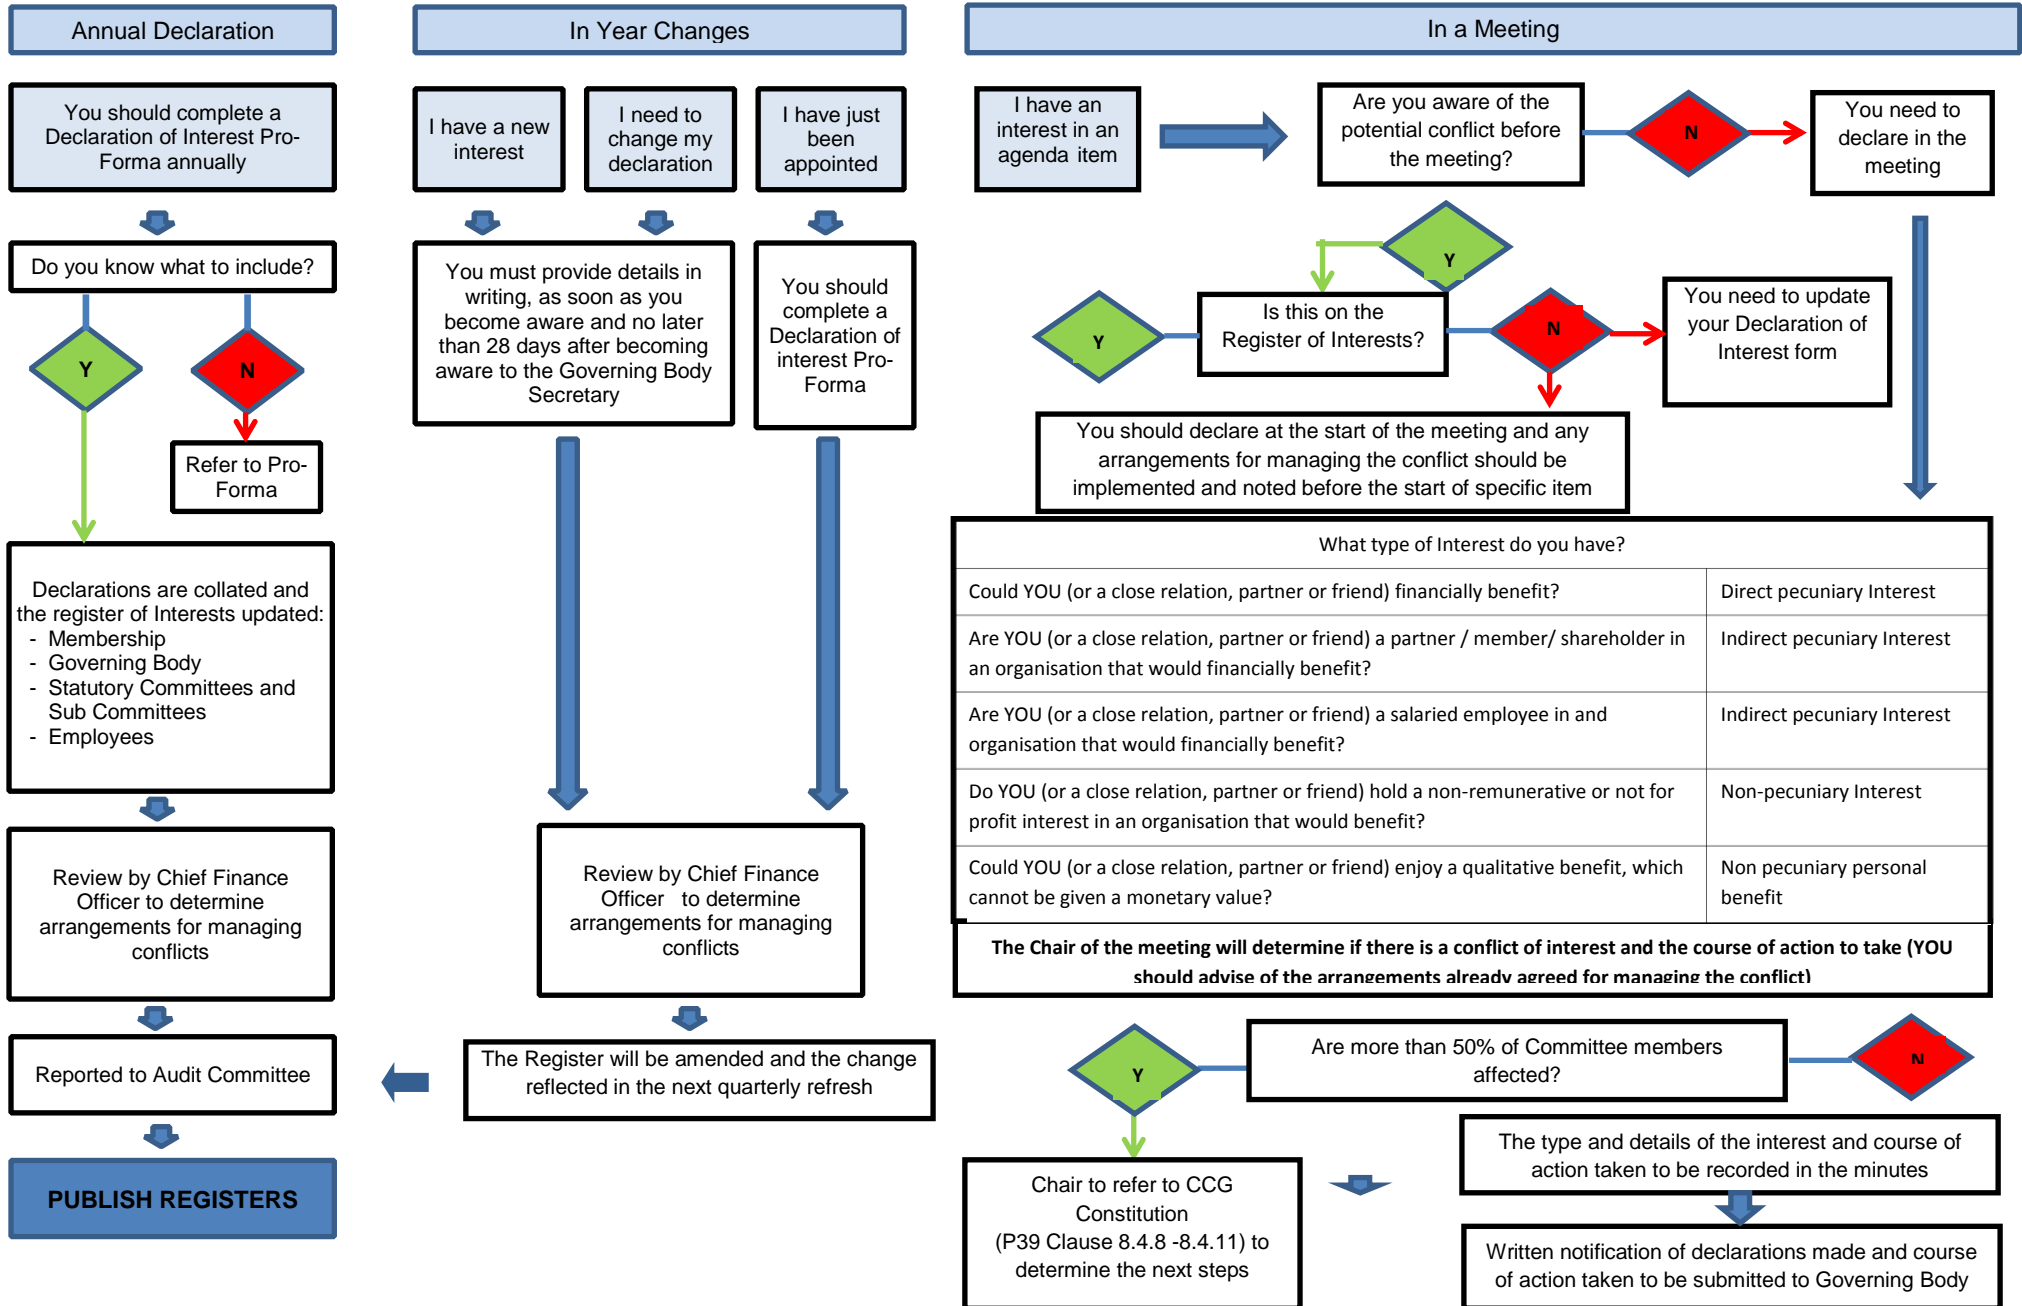 Annual Declaration
You should complete a
Declaration of Interest Pro-
Forma annually
Do you know what to include?
Y
N
Refer to Pro-
Forma
Declarations are collated and
the register of Interests updated:
- Membership
- Governing Body
- Statutory Committees and
Sub Committees
- Employees
Review by Chief Finance
Officer to determine
arrangements for managing
conflicts
Reported to Audit Committee
PUBLISH REGISTERS
In Year Changes
I have a new
interest
I need to
change my
declaration
I have just
been
appointed
You must provide details in
writing, as soon as you
become aware and no later
than 28 days after becoming
aware to the Governing Body
Secretary
You should
complete a
Declaration of
interest Pro-
Forma
Review by Chief Finance
Officer to determine
arrangements for managing
conflicts
The Register will be amended and the change
reflected in the next quarterly refresh
In a Meeting
I have an
interest in an
agenda item
Are you aware of the
potential conflict before
the meeting?
N
You need to
declare in the
meeting
Y
Is this on the
Register of Interests?
Y
N
You need to update
your Declaration of
Interest form
You should declare at the start of the meeting and any
arrangements for managing the conflict should be
implemented and noted before the start of specific item
What type of Interest do you have?
Could YOU (or a close relation, partner or friend) financially benefit?
Direct pecuniary Interest
Are YOU (or a close relation, partner or friend) a partner / member/ shareholder in
an organisation that would financially benefit?
Indirect pecuniary Interest
Are YOU (or a close relation, partner or friend) a salaried employee in and
organisation that would financially benefit?
Indirect pecuniary Interest
Do YOU (or a close relation, partner or friend) hold a non-remunerative or not for
profit interest in an organisation that would benefit?
Non-pecuniary Interest
Could YOU (or a close relation, partner or friend) enjoy a qualitative benefit, which
cannot be given a monetary value?
Non pecuniary personal
benefit
The Chair of the meeting will determine if there is a conflict of interest and the course of action to take (YOU
should advise of the arrangements already agreed for managing the conflict)
Y
Are more than 50% of Committee members
affected?
N
Chair to refer to CCG
Constitution
(P39 Clause 8.4.8 -8.4.11) to
determine the next steps
The type and details of the interest and course of
action taken to be recorded in the minutes
Written notification of declarations made and course
of action taken to be submitted to Governing Body